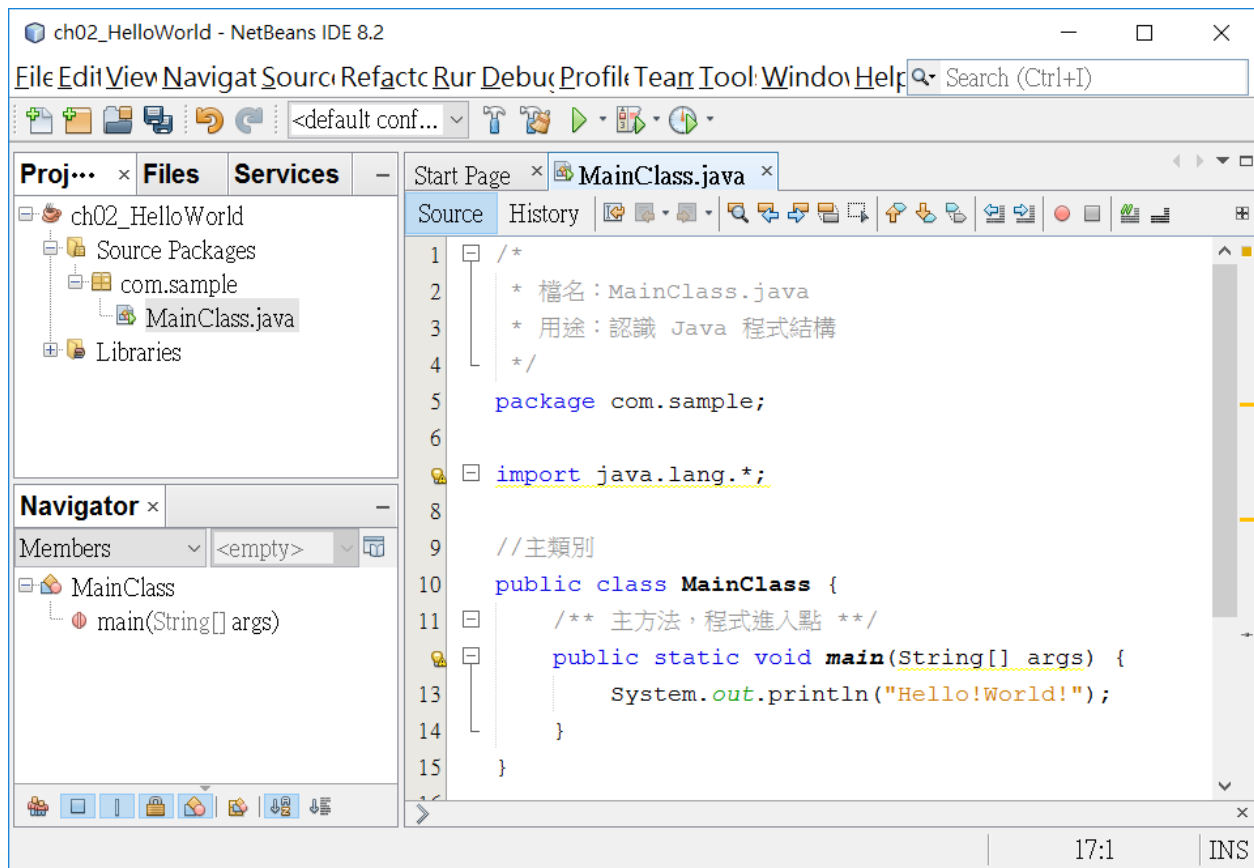 ch02_HelloWorld - NetBeans IDE 8.2
File Edit View Navigat Source Refacto Run Debug Profile Team Tools Window Help Search (Ctrl+I)
<default conf...
Proj··· × Files Services
ch02_HelloWorld
Source Packages
com.sample
MainClass.java
Libraries
Navigator ×
Members <empty>
MainClass
main(String[] args)
Start Page × MainClass.java ×
Source History
1 /*
2 * 檔名：MainClass.java
3 * 用途：認識 Java 程式結構
4 */
5 package com.sample;
6
import java.lang.*;
8
9 //主類別
10 public class MainClass {
11 /** 主方法，程式進入點 **/
public static void main(String[] args) {
13 System.out.println("Hello!World!");
14 }
15 }
17:1 INS